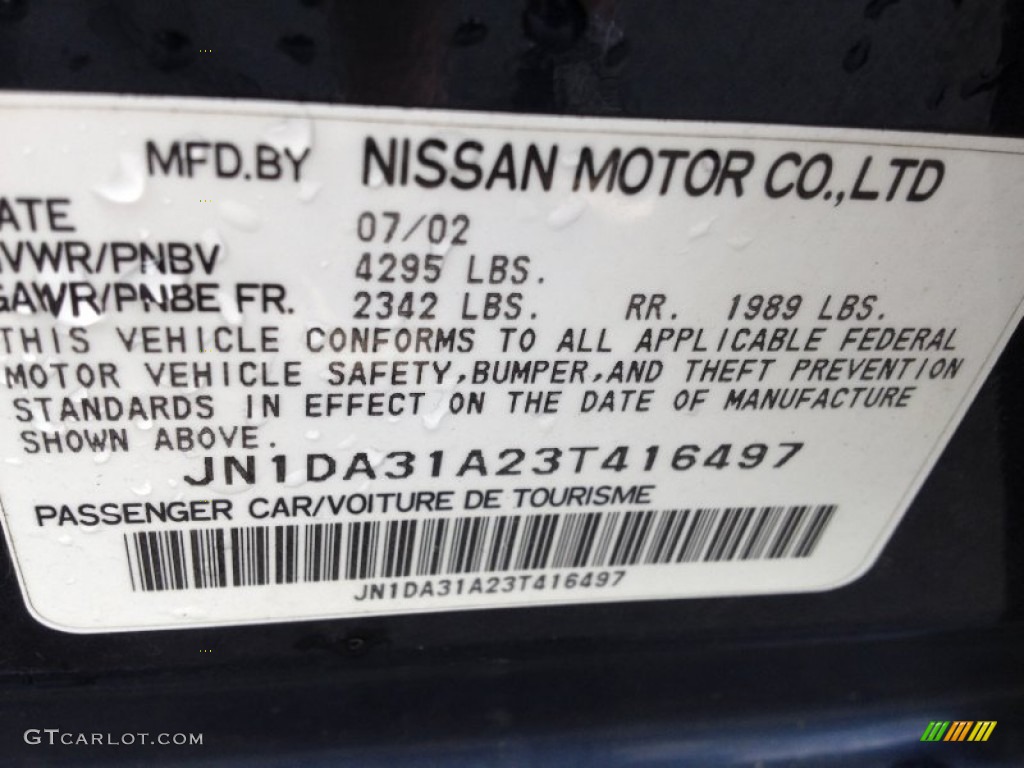 MFD.BY NISSAN MOTOR CO.,LTD
ATE 07/02
VWR/PNBV 4295 LBS.
GAWR/PNBE FR. 2342 LBS. RR. 1989 LBS.
THIS VEHICLE CONFORMS TO ALL APPLICABLE FEDERAL
MOTOR VEHICLE SAFETY,BUMPER,AND THEFT PREVENTION
STANDARDS IN EFFECT ON THE DATE OF MANUFACTURE
SHOWN ABOVE.
JN1DA31A23T416497
PASSENGER CAR/VOITURE DE TOURISME
JN1DA31A23T416497
GTCARLOT.COM